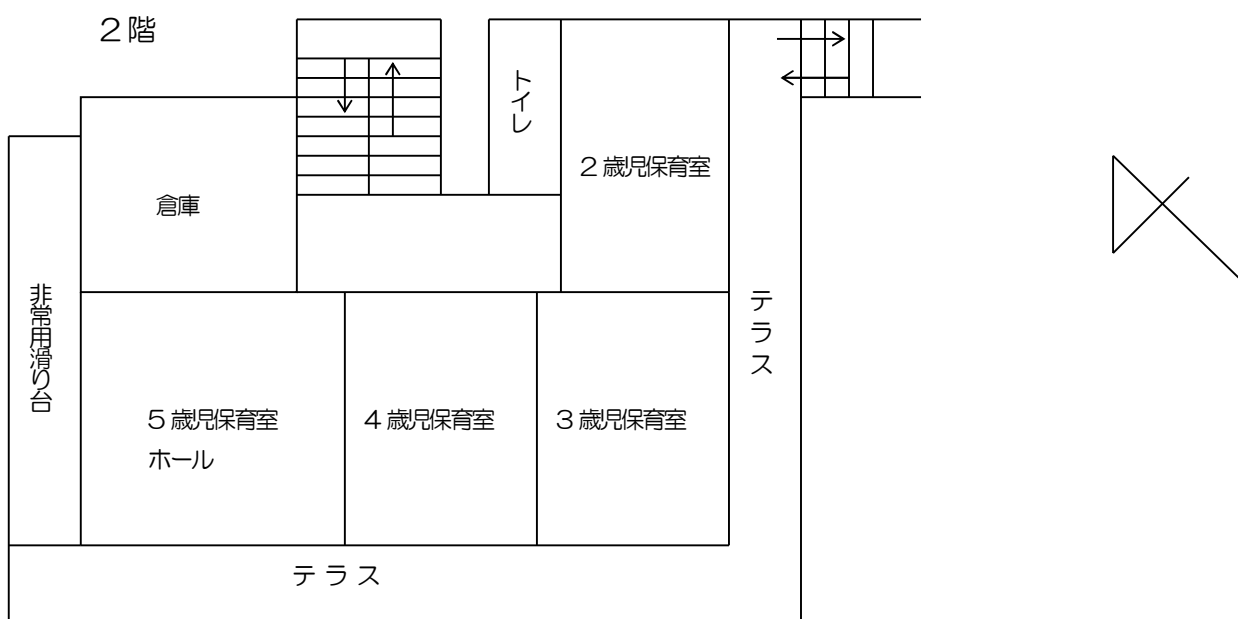 ２階
トイレ
２歳児保育室
倉庫
非常用滑り台
テラス
５歳児保育室
ホール
４歳児保育室
３歳児保育室
テラス